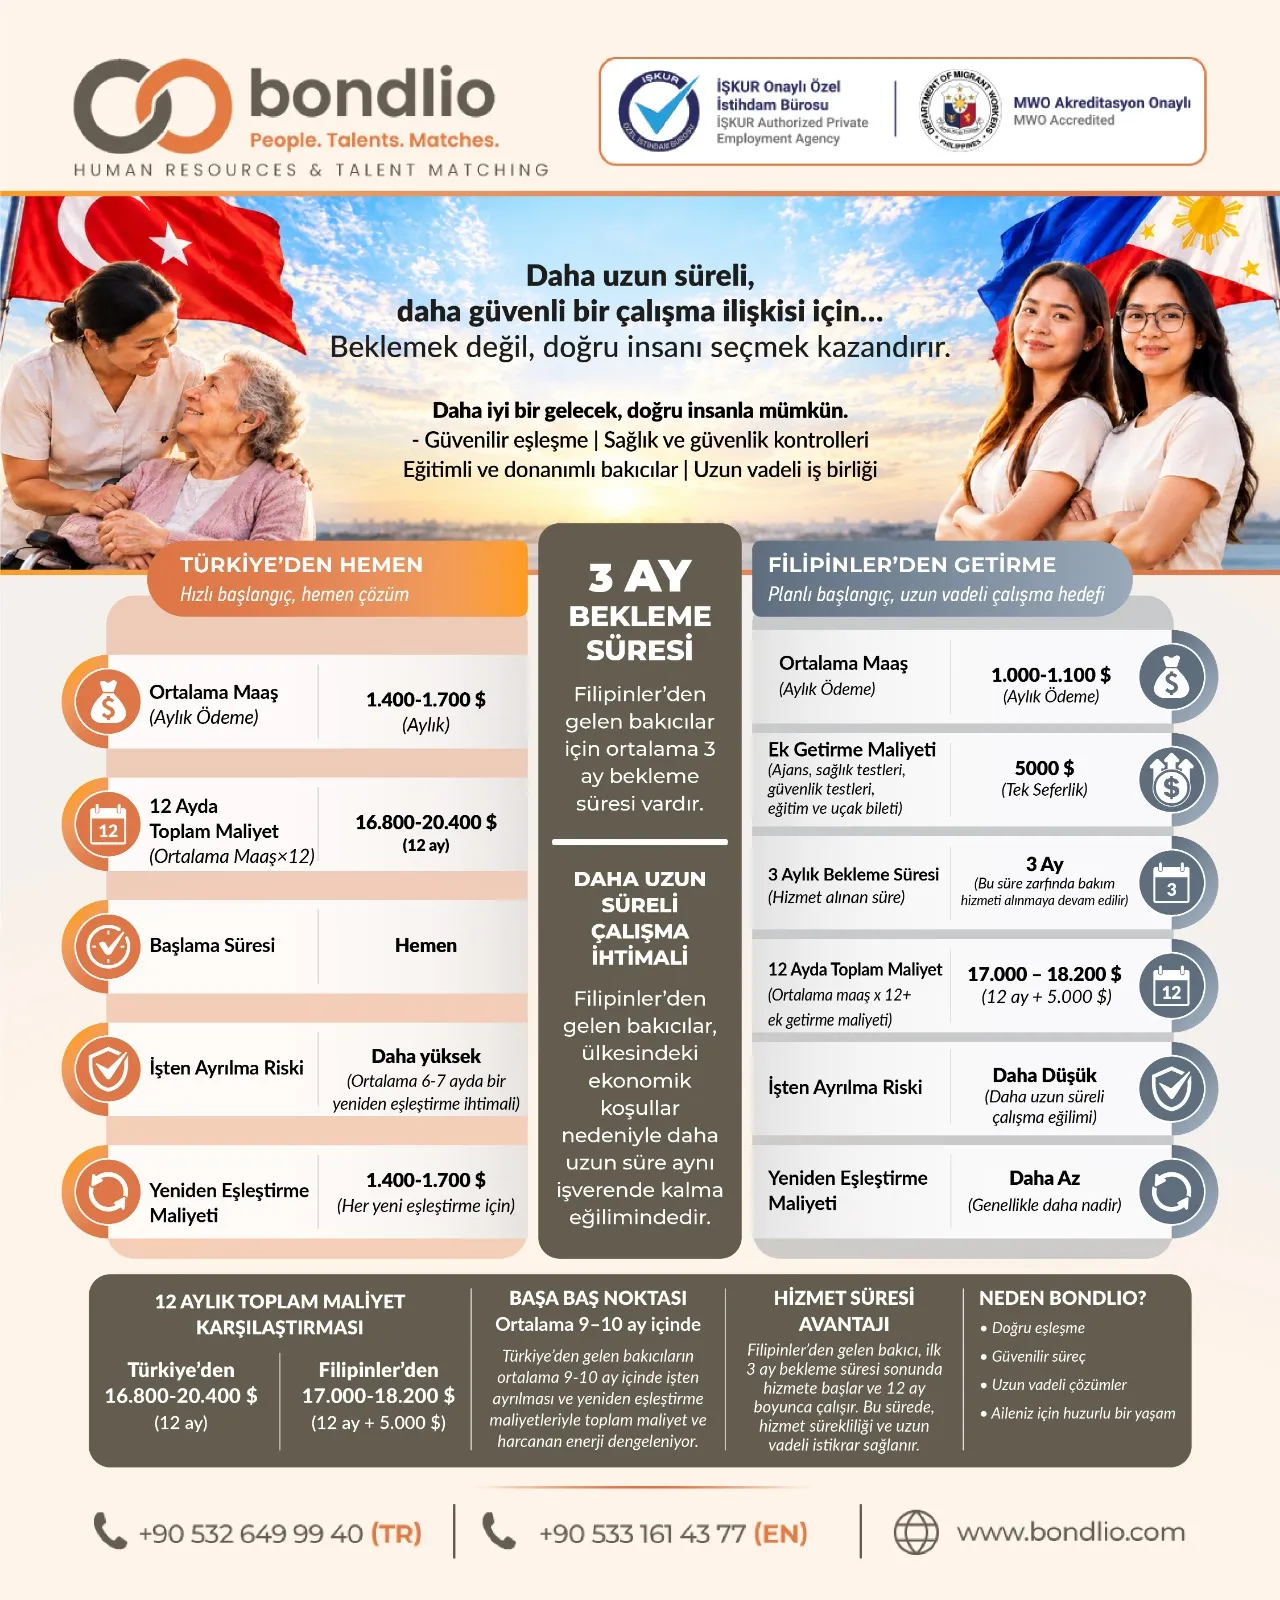 bondlio
People. Talents. Matches.
HUMAN RESOURCES & TALENT MATCHING
İŞKUR
ÖZEL İSTİHDAM BÜROSU
İŞKUR Onaylı Özel
İstihdam Bürosu
İŞKUR Authorized Private
Employment Agency
DEPARTMENT OF MIGRANT WORKERS
PHILIPPINES
MWO Akreditasyon Onaylı
MWO Accredited
Daha uzun süreli,
daha güvenli bir çalışma ilişkisi için...
Beklemek değil, doğru insanı seçmek kazandırır.
Daha iyi bir gelecek, doğru insanla mümkün.
- Güvenilir eşleşme | Sağlık ve güvenlik kontrolleri
Eğitimli ve donanımlı bakıcılar | Uzun vadeli iş birliği
TÜRKİYE'DEN HEMEN
Hızlı başlangıç, hemen çözüm
Ortalama Maaş
(Aylık Ödeme)
1.400-1.700 $
(Aylık)
12
12 Ayda
Toplam Maliyet
(Ortalama Maaş×12)
16.800-20.400 $
(12 ay)
Başlama Süresi
Hemen
İşten Ayrılma Riski
Daha yüksek
(Ortalama 6-7 ayda bir
yeniden eşleştirme ihtimali)
Yeniden Eşleştirme
Maliyeti
1.400-1.700 $
(Her yeni eşleştirme için)
3 AY
BEKLEME
SÜRESİ
Filipinler'den
gelen bakıcılar
için ortalama 3
ay bekleme
süresi vardır.
DAHA UZUN
SÜRELİ
ÇALIŞMA
İHTİMALİ
Filipinler'den
gelen bakıcılar,
ülkesindeki
ekonomik
koşullar
nedeniyle daha
uzun süre aynı
işverende kalma
eğilimindedir.
FİLİPİNLER'DEN GETİRME
Planlı başlangıç, uzun vadeli çalışma hedefi
Ortalama Maaş
(Aylık Ödeme)
1.000-1.100 $
(Aylık Ödeme)
Ek Getirme Maliyeti
(Ajans, sağlık testleri,
güvenlik testleri,
eğitim ve uçak bileti)
5000 $
(Tek Seferlik)
3 Aylık Bekleme Süresi
(Hizmet alınan süre)
3 Ay
(Bu süre zarfında bakım
hizmeti alınmaya devam edilir)
3
12 Ayda Toplam Maliyet
(Ortalama maaş x 12+
ek getirme maliyeti)
17.000 – 18.200 $
(12 ay + 5.000 $)
12
İşten Ayrılma Riski
Daha Düşük
(Daha uzun süreli
çalışma eğilimi)
Yeniden Eşleştirme
Maliyeti
Daha Az
(Genellikle daha nadir)
12 AYLIK TOPLAM MALİYET
KARŞILAŞTIRMASI
Türkiye'den
16.800-20.400 $
(12 ay)
Filipinler'den
17.000-18.200 $
(12 ay + 5.000 $)
BAŞA BAŞ NOKTASI
Ortalama 9–10 ay içinde
Türkiye'den gelen bakıcıların
ortalama 9-10 ay içinde işten
ayrılması ve yeniden eşleştirme
maliyetleriyle toplam maliyet ve
harcanan enerji dengeleniyor.
HİZMET SÜRESİ
AVANTAJI
Filipinler'den gelen bakıcı, ilk
3 ay bekleme süresi sonunda
hizmete başlar ve 12 ay
boyunca çalışır. Bu sürede,
hizmet sürekliliği ve uzun
vadeli istikrar sağlanır.
NEDEN BONDLIO?
• Doğru eşleşme
• Güvenilir süreç
• Uzun vadeli çözümler
• Aileniz için huzurlu bir yaşam
+90 532 649 99 40 (TR)
+90 533 161 43 77 (EN)
www.bondlio.com